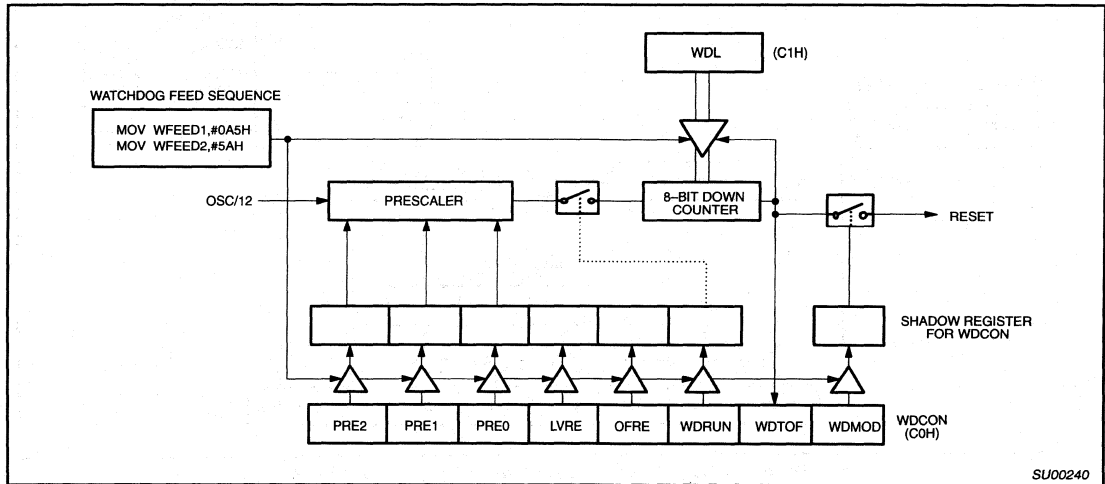 WDL (C1H)
WATCHDOG FEED SEQUENCE
MOV WFEED1,#0A5H
MOV WFEED2,#5AH
OSC/12
PRESCALER
8–BIT DOWN
COUNTER
RESET
SHADOW REGISTER
FOR WDCON
PRE2 PRE1 PRE0 LVRE OFRE WDRUN WDTOF WDMOD
WDCON
(C0H)
SU00240